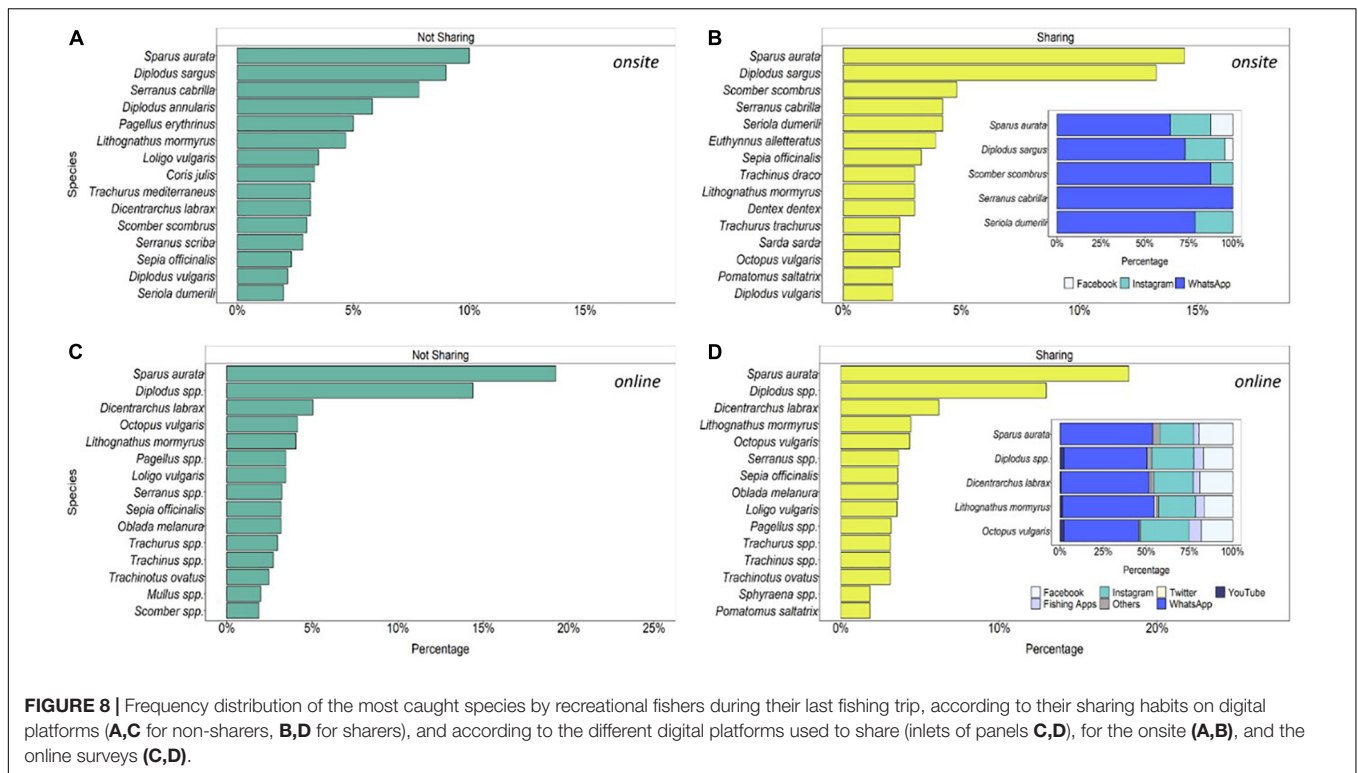 A
Not Sharing
onsite
Species
Sparus aurata
Diplodus sargus
Serranus cabrilla
Diplodus annularis
Pagellus erythrinus
Lithognathus mormyrus
Loligo vulgaris
Coris julis
Trachurus mediterraneus
Dicentrarchus labrax
Scomber scombrus
Serranus scriba
Sepia officinalis
Diplodus vulgaris
Seriola dumerili
0% 5% 10% 15%
B
Sharing
onsite
Sparus aurata
Diplodus sargus
Scomber scombrus
Serranus cabrilla
Seriola dumerili
Euthynnus alletteratus
Sepia officinalis
Trachinus draco
Lithognathus mormyrus
Dentex dentex
Trachurus trachurus
Sarda sarda
Octopus vulgaris
Pomatomus saltatrix
Diplodus vulgaris
0% 5% 10% 15%
Sparus aurata
Diplodus sargus
Scomber scombrus
Serranus cabrilla
Seriola dumerili
0% 25% 50% 75% 100%
Percentage
Facebook Instagram WhatsApp
C
Not Sharing
online
Species
Sparus aurata
Diplodus spp.
Dicentrarchus labrax
Octopus vulgaris
Lithognathus mormyrus
Pagellus spp.
Loligo vulgaris
Serranus spp.
Sepia officinalis
Oblada melanura
Trachurus spp.
Trachinus spp.
Trachinotus ovatus
Mullus spp.
Scomber spp.
0% 5% 10% 15% 20% 25%
Percentage
D
Sharing
online
Sparus aurata
Diplodus spp.
Dicentrarchus labrax
Lithognathus mormyrus
Octopus vulgaris
Serranus spp.
Sepia officinalis
Oblada melanura
Loligo vulgaris
Pagellus spp.
Trachurus spp.
Trachinus spp.
Trachinotus ovatus
Sphyraena spp.
Pomatomus saltatrix
0% 10% 20%
Percentage
Sparus aurata
Diplodus spp.
Dicentrarchus labrax
Lithognathus mormyrus
Octopus vulgaris
0% 25% 50% 75% 100%
Percentage
Facebook Instagram Twitter YouTube
Fishing Apps Others WhatsApp
FIGURE 8 | Frequency distribution of the most caught species by recreational fishers during their last fishing trip, according to their sharing habits on digital
platforms (A,C for non-sharers, B,D for sharers), and according to the different digital platforms used to share (inlets of panels C,D), for the onsite (A,B), and the
online surveys (C,D).